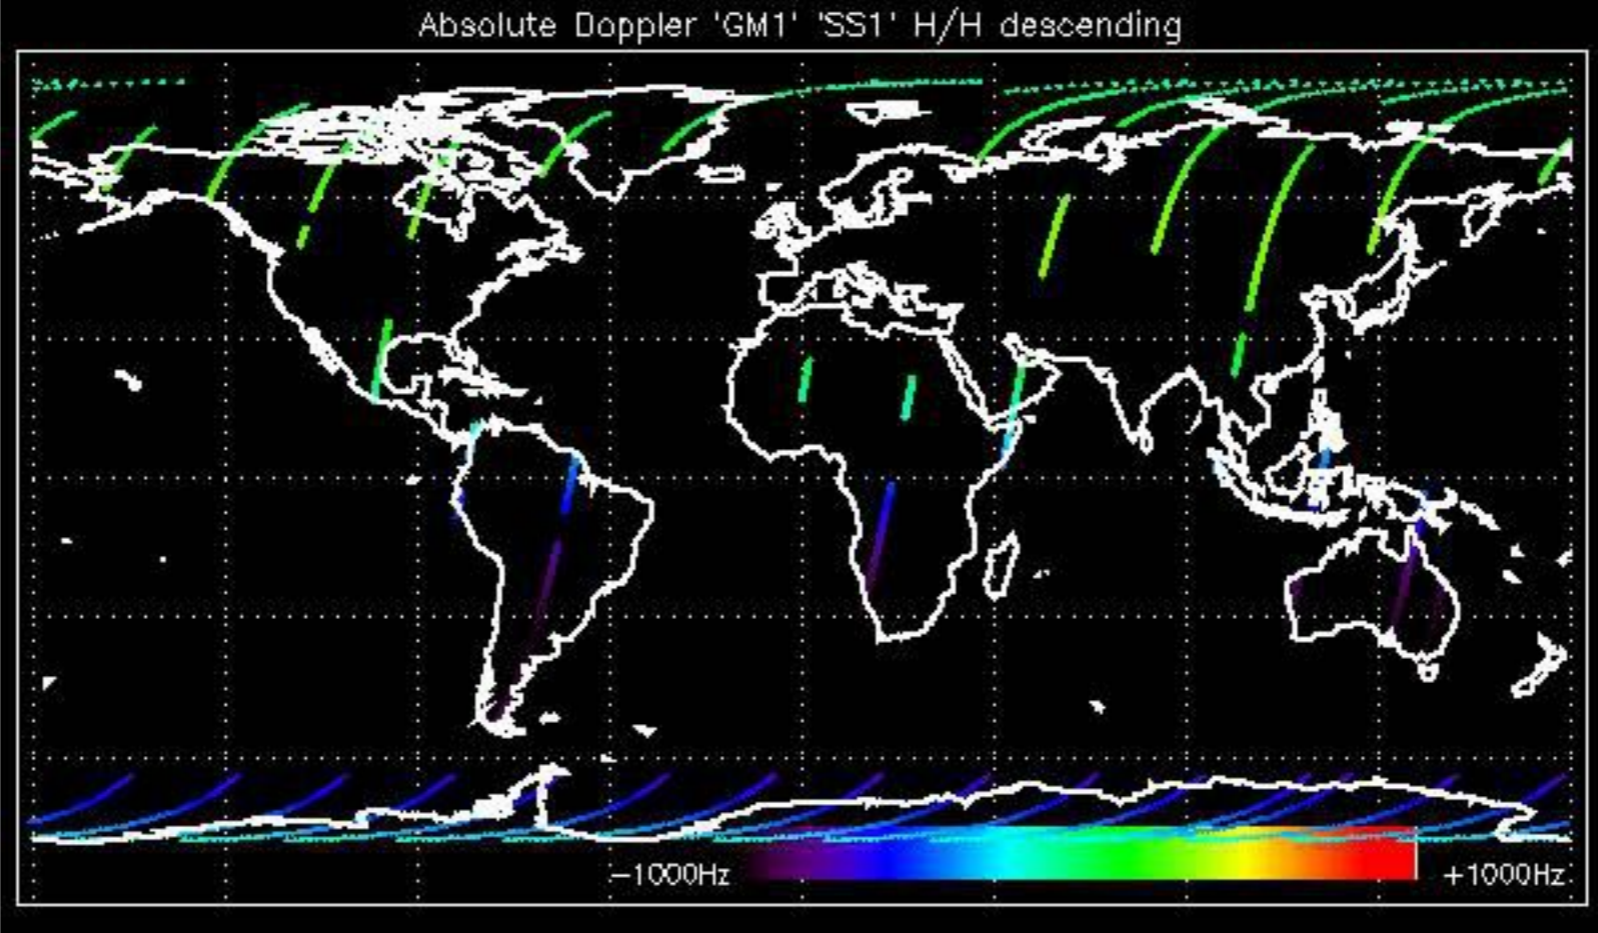 Absolute Doppler 'GM1' 'SS1' H/H descending
−1000Hz +1000Hz